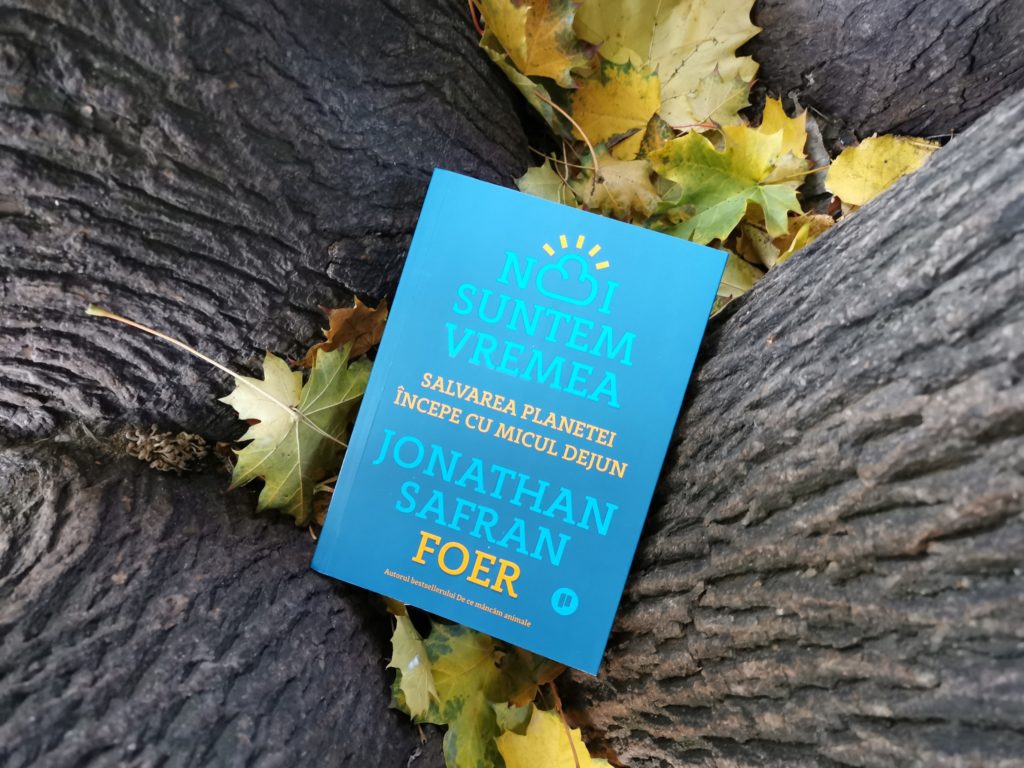 NOI
SUNTEM
VREMEA
SALVAREA PLANETEI
ÎNCEPE CU MICUL DEJUN
JONATHAN
SAFRAN
FOER
Autorul bestsellerului De ce mâncăm animale